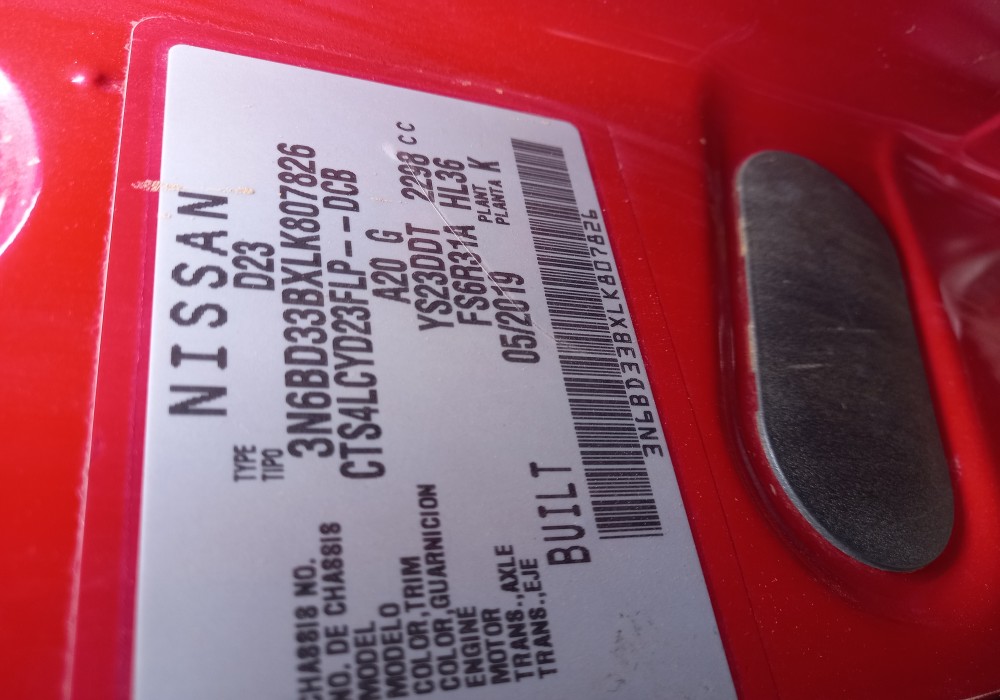 NISSAN
TYPE
TIPO D23
CHASSIS NO.
NO. DE CHASSIS 3N6BD33BXLK807826
MODEL
MODELO CTS4LCYD23FLP--DCB
COLOR,TRIM
COLOR,GUARNICION A20 G
ENGINE
MOTOR YS23DDT 2298 CC
TRANS.,AXLE
TRANS.,EJE FS6R31A HL36
PLANT
PLANTA K
BUILT 05/2019
3N6BD33BXLK807826